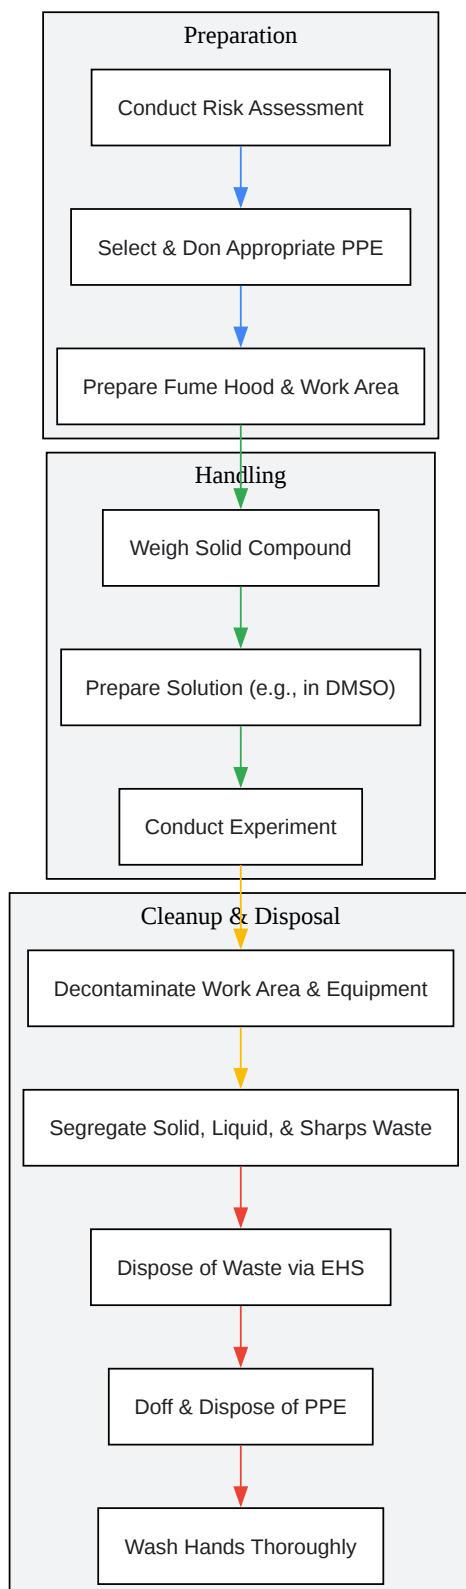 Preparation
Conduct Risk Assessment
Select & Don Appropriate PPE
Prepare Fume Hood & Work Area
Handling
Weigh Solid Compound
Prepare Solution (e.g., in DMSO)
Conduct Experiment
Cleanup & Disposal
Decontaminate Work Area & Equipment
Segregate Solid, Liquid, & Sharps Waste
Dispose of Waste via EHS
Doff & Dispose of PPE
Wash Hands Thoroughly